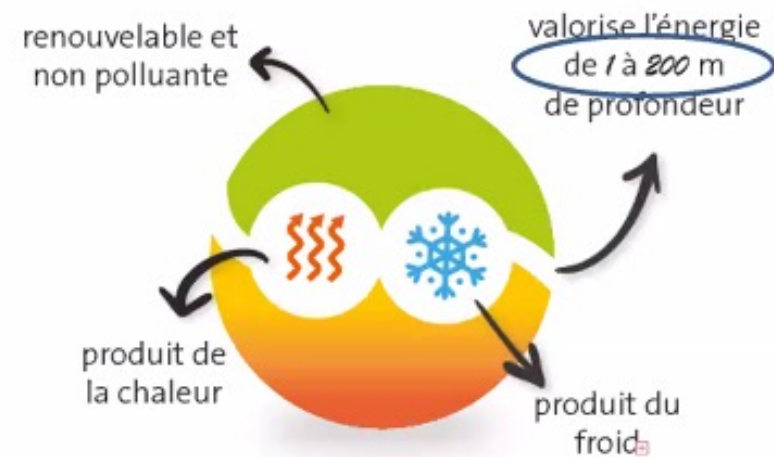 renouvelable et
non polluante
valorise l'énergie
de 1 à 200 m
de profondeur
produit de
la chaleur
produit du
froid